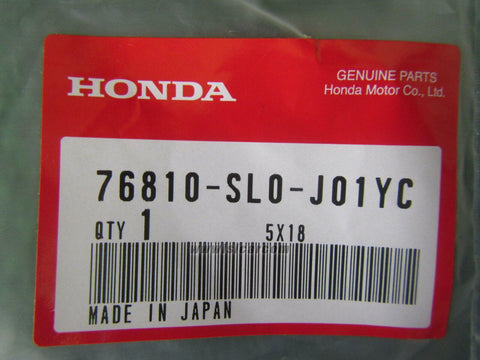 HONDA
GENUINE PARTS
Honda Motor Co., Ltd.
76810-SL0-J01YC
QTY 1 5X18
MADE IN JAPAN